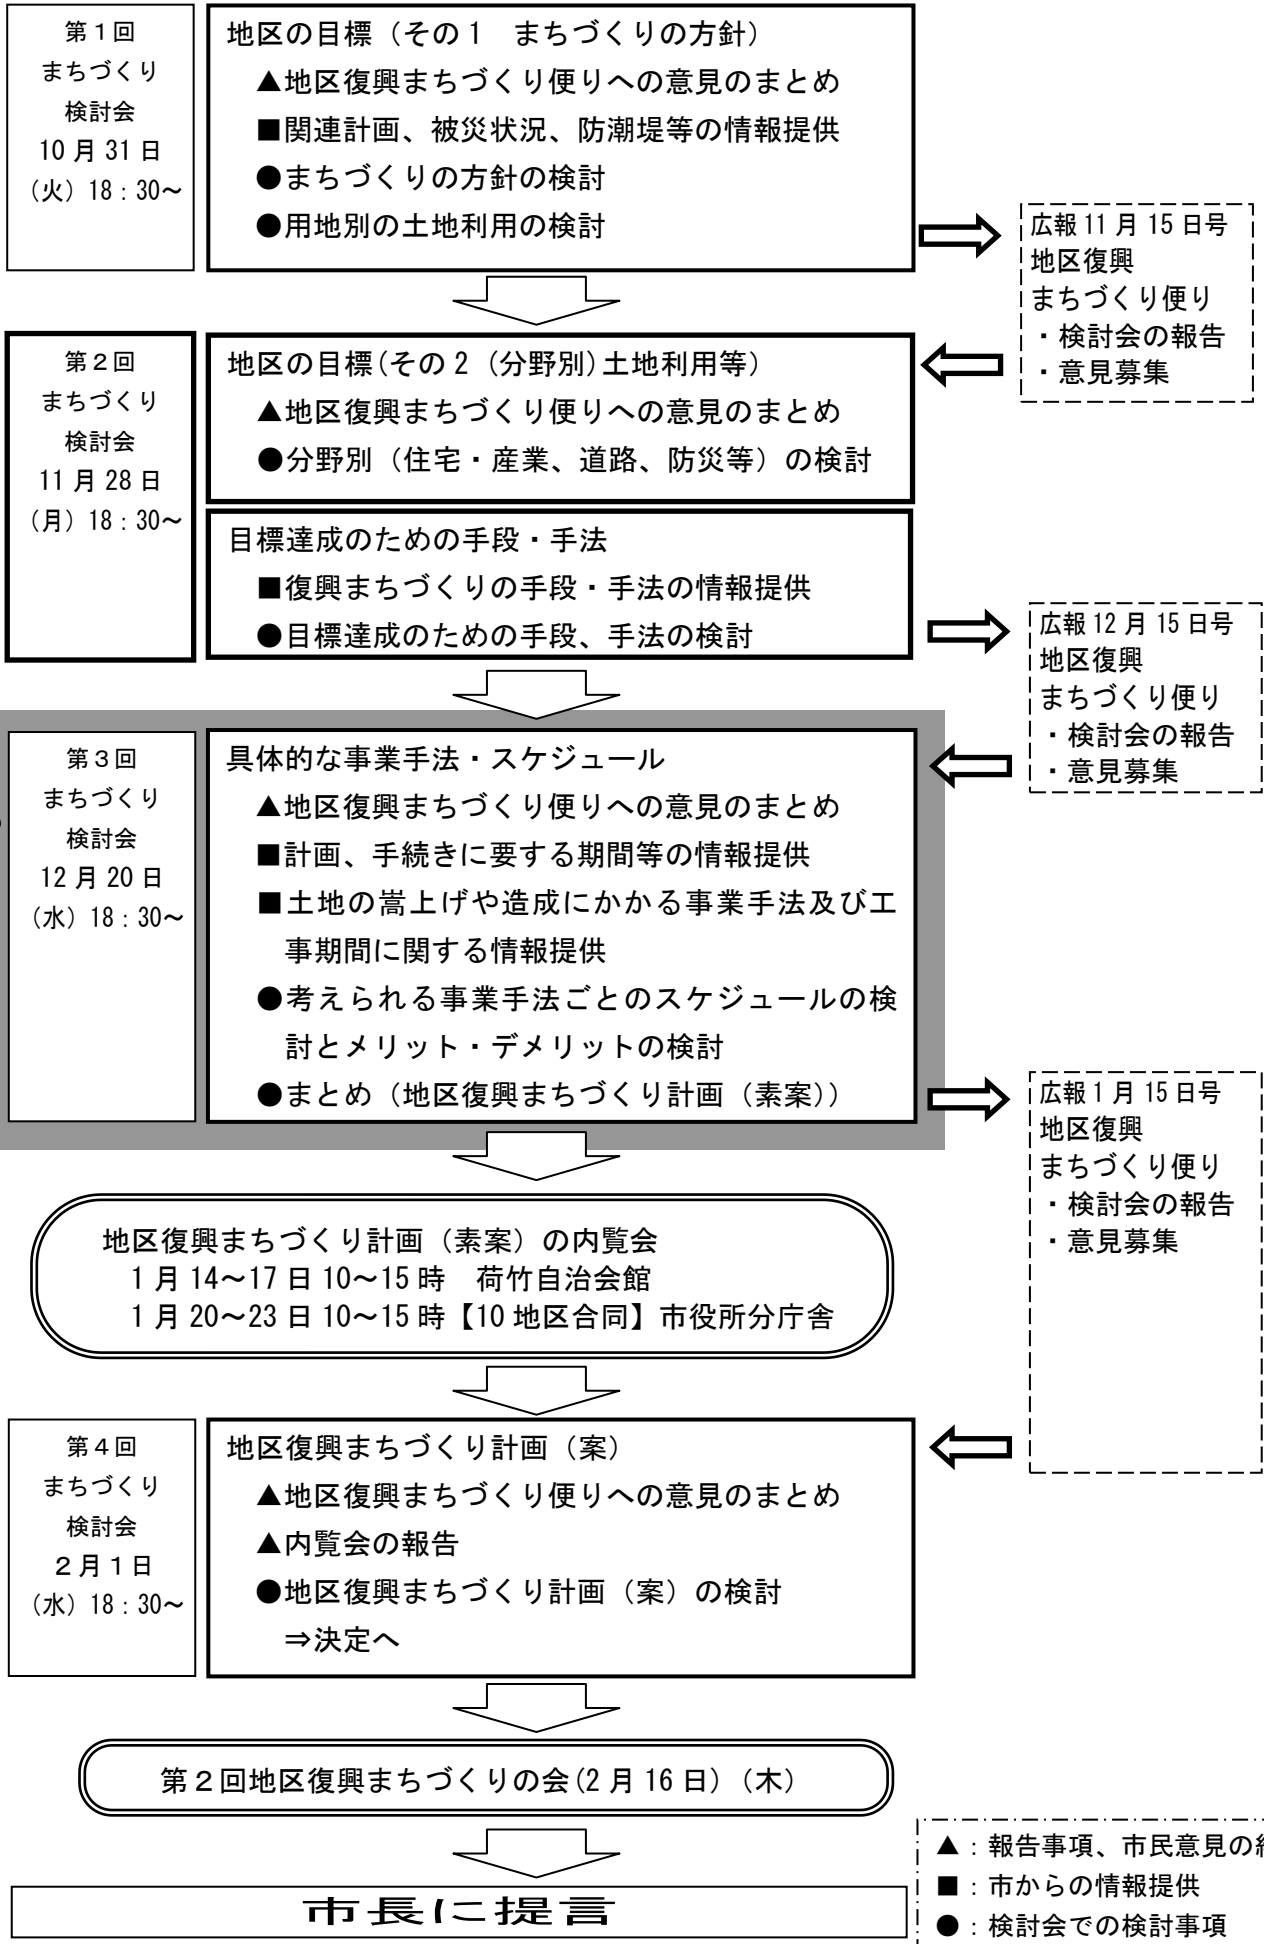 第１回
まちづくり
検討会
10 月 31 日
（火）18：30～
地区の目標（その１　まちづくりの方針）
▲地区復興まちづくり便りへの意見のまとめ
■関連計画、被災状況、防潮堤等の情報提供
●まちづくりの方針の検討
●用地別の土地利用の検討
広報 11 月 15 日号
地区復興
まちづくり便り
・検討会の報告
・意見募集
第２回
まちづくり
検討会
11 月 28 日
（月）18：30～
地区の目標(その２（分野別)土地利用等）
▲地区復興まちづくり便りへの意見のまとめ
●分野別（住宅・産業、道路、防災等）の検討
目標達成のための手段・手法
■復興まちづくりの手段・手法の情報提供
●目標達成のための手段、手法の検討
広報 12 月 15 日号
地区復興
まちづくり便り
・検討会の報告
・意見募集
第３回
まちづくり
検討会
12 月 20 日
（水）18：30～
具体的な事業手法・スケジュール
▲地区復興まちづくり便りへの意見のまとめ
■計画、手続きに要する期間等の情報提供
■土地の嵩上げや造成にかかる事業手法及び工
事期間に関する情報提供
●考えられる事業手法ごとのスケジュールの検
討とメリット・デメリットの検討
●まとめ（地区復興まちづくり計画（素案））
広報 1 月 15 日号
地区復興
まちづくり便り
・検討会の報告
・意見募集
地区復興まちづくり計画（素案）の内覧会
1 月 14～17 日 10～15 時　荷竹自治会館
1 月 20～23 日 10～15 時【10 地区合同】市役所分庁舎
第４回
まちづくり
検討会
２月１日
（水）18：30～
地区復興まちづくり計画（案）
▲地区復興まちづくり便りへの意見のまとめ
▲内覧会の報告
●地区復興まちづくり計画（案）の検討
⇒決定へ
第２回地区復興まちづくりの会(2 月 16 日)（木）
市長に提言
▲：報告事項、市民意見の
■：市からの情報提供
●：検討会での検討事項